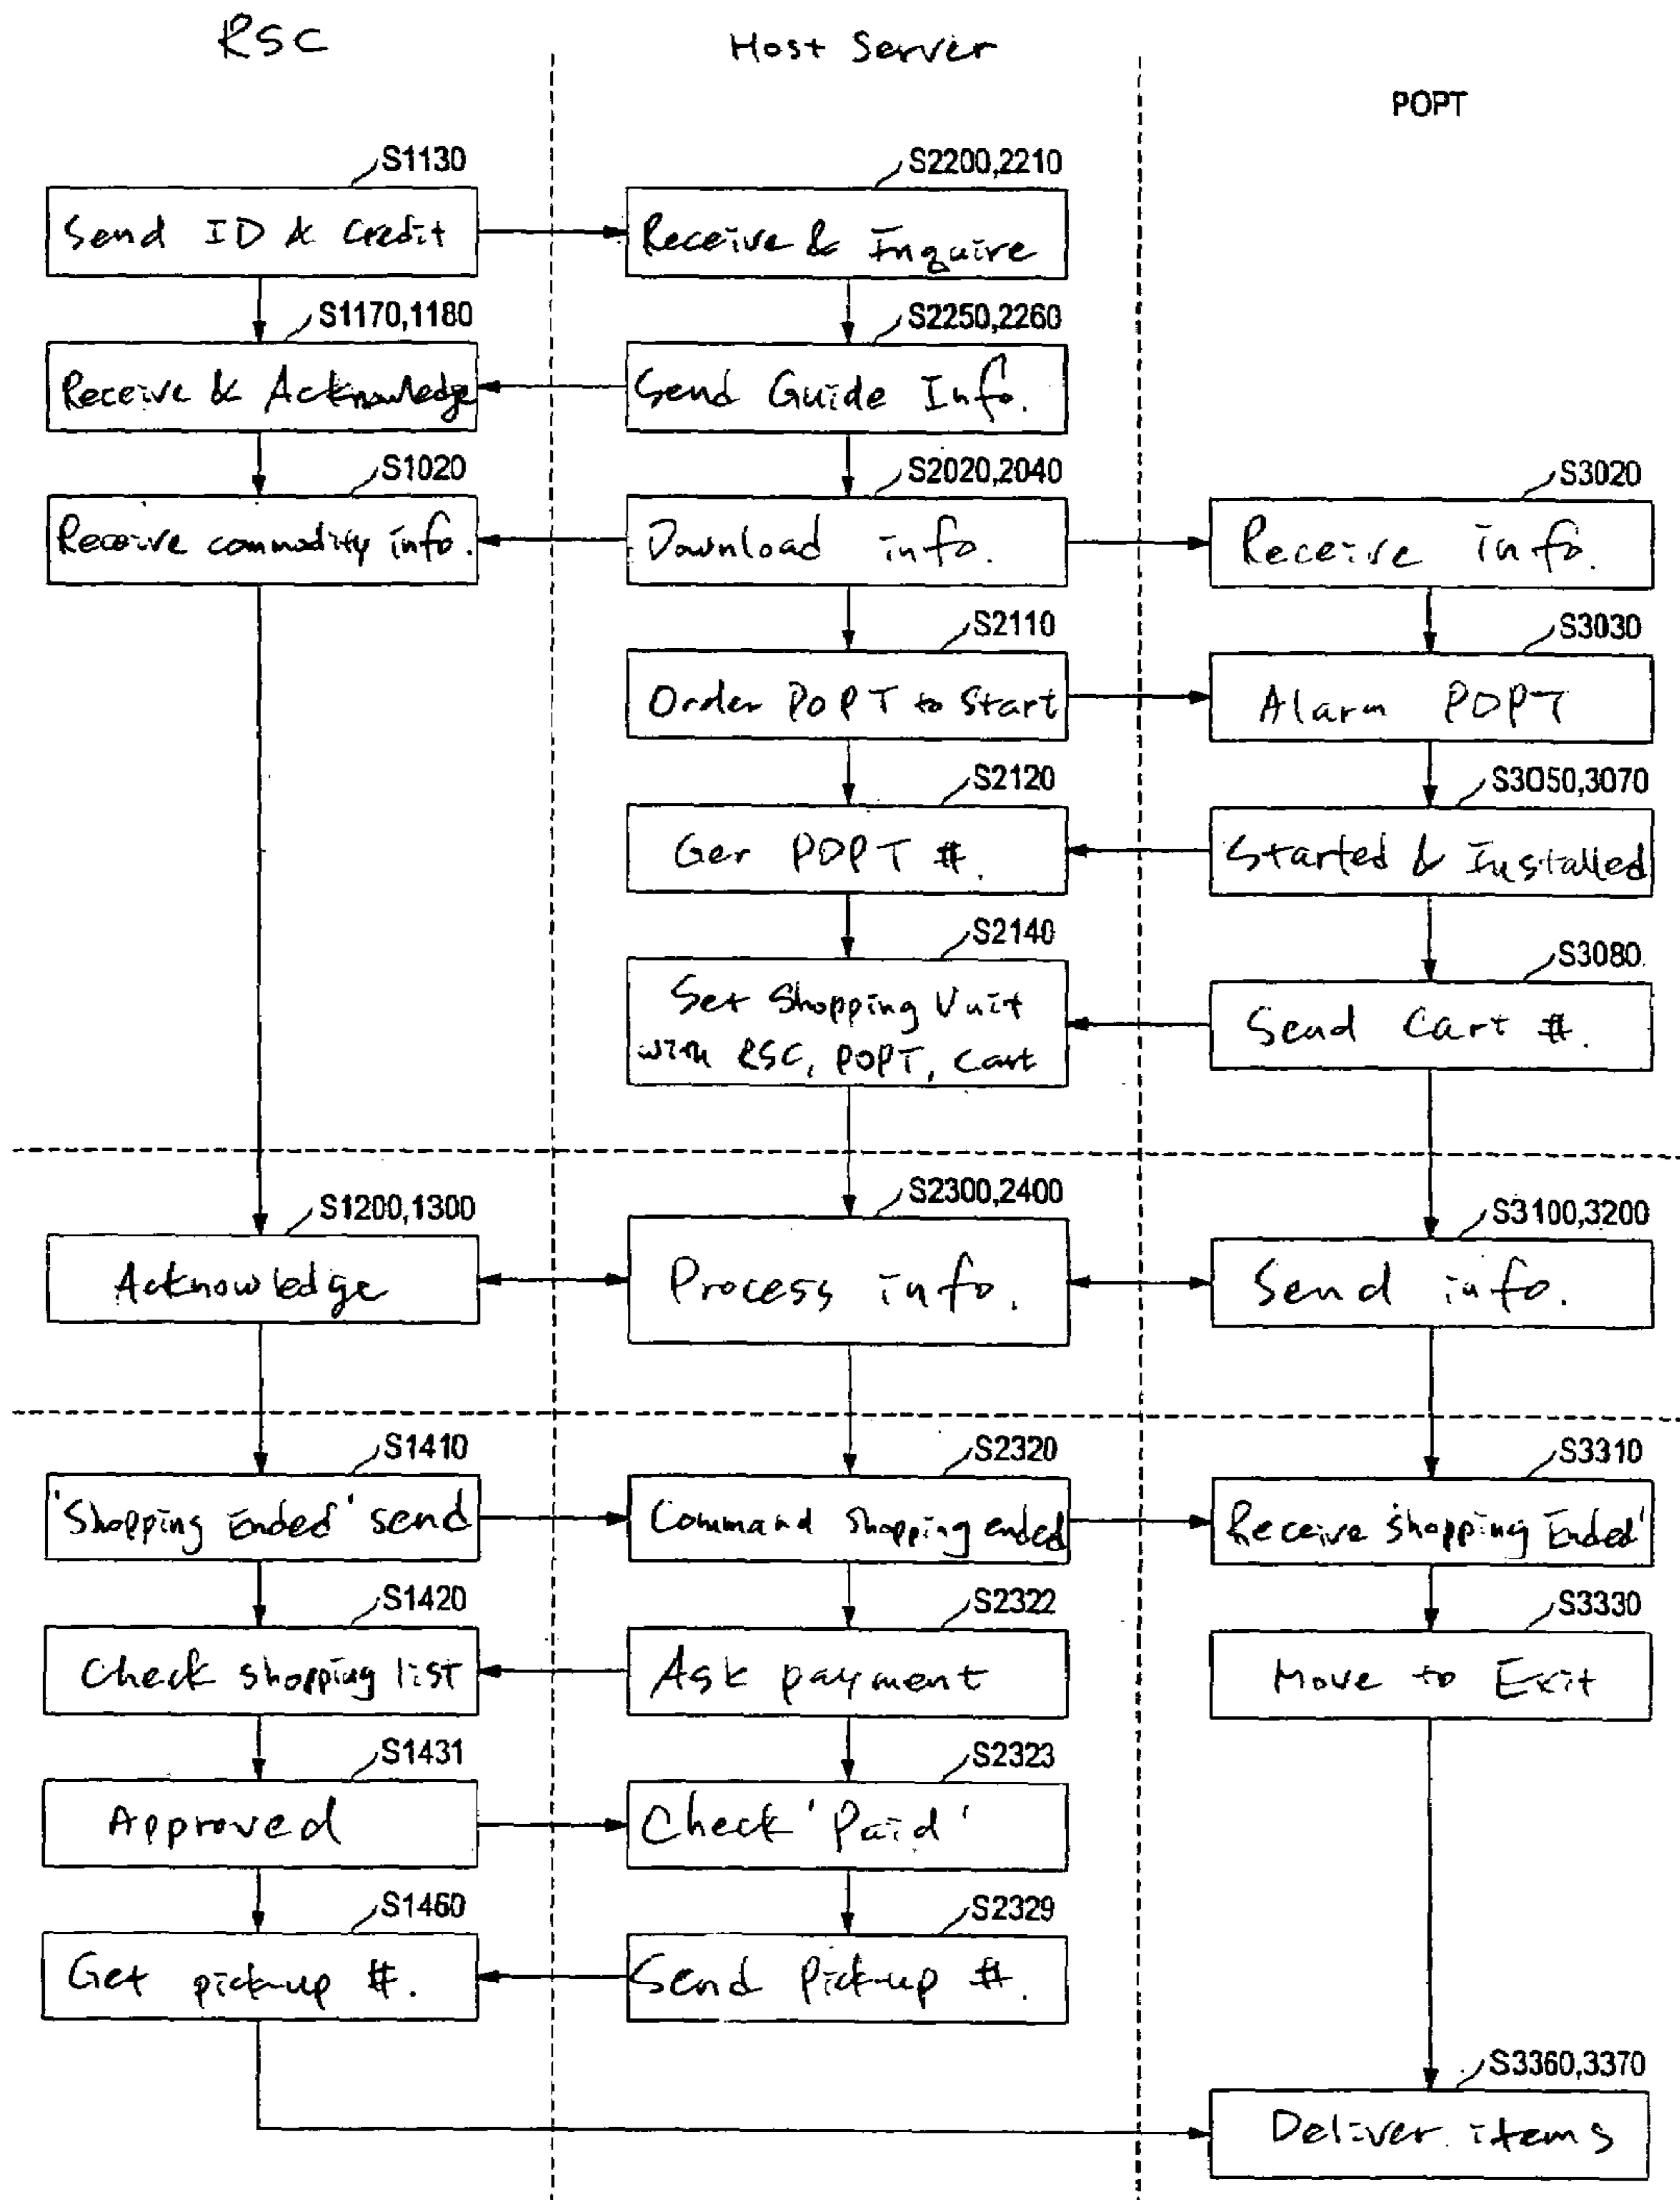 RSC
Host Server
POPT
S1130
S2200,2210
Send ID & Credit
Receive & Inquire
S1170,1180
S2250,2260
Receive & Acknowledge
Send Guide Info.
S1020
S2020,2040
S3020
Receive commodity info.
Download info.
Receive info.
S2110
S3030
Order POPT to Start
Alarm POPT
S2120
S3050,3070
Ger POPT #.
Started & Installed
S2140
S3080
Set Shopping Unit
with RSC, POPT, Cart
Send Cart #.
S1200,1300
S2300,2400
S3100,3200
Acknowledge
Process info.
Send info.
S1410
S2320
S3310
'Shopping Ended' send
Command shopping ended
Receive 'shopping Ended'
S1420
S2322
S3330
Check shopping list
Ask payment
Move to Exit
S1431
S2323
Approved
Check 'Paid'
S1460
S2329
Get pick-up #.
Send Pick-up #.
S3360,3370
Deliver items